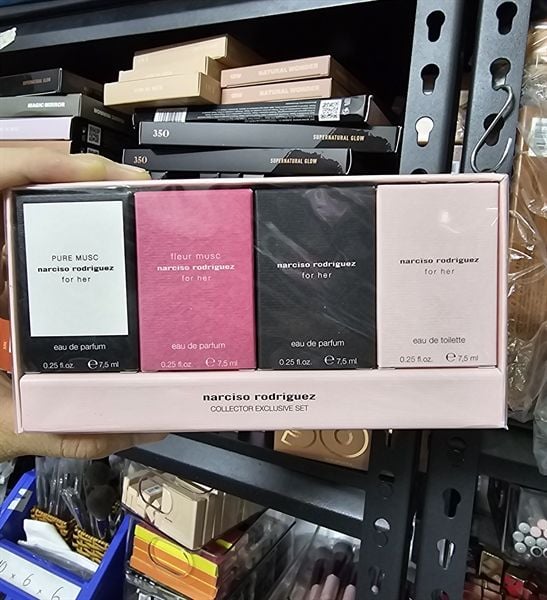 NATURAL WONDER
NATURAL WONDER
MAGIC MIRROR
350
SUPERNATURAL GLOW
350
SUPERNATURAL GLOW
PURE MUSC
narciso rodriguez
for her
eau de parfum
0.25 fl.oz. ℮ 7,5 ml
fleur musc
narciso rodriguez
for her
eau de parfum
0.25 fl.oz. ℮ 7,5 ml
narciso rodriguez
for her
eau de parfum
0.25 fl.oz. ℮ 7,5 ml
narciso rodriguez
for her
eau de toilette
0.25 fl.oz. ℮ 7,5 ml
narciso rodriguez
COLLECTOR EXCLUSIVE SET